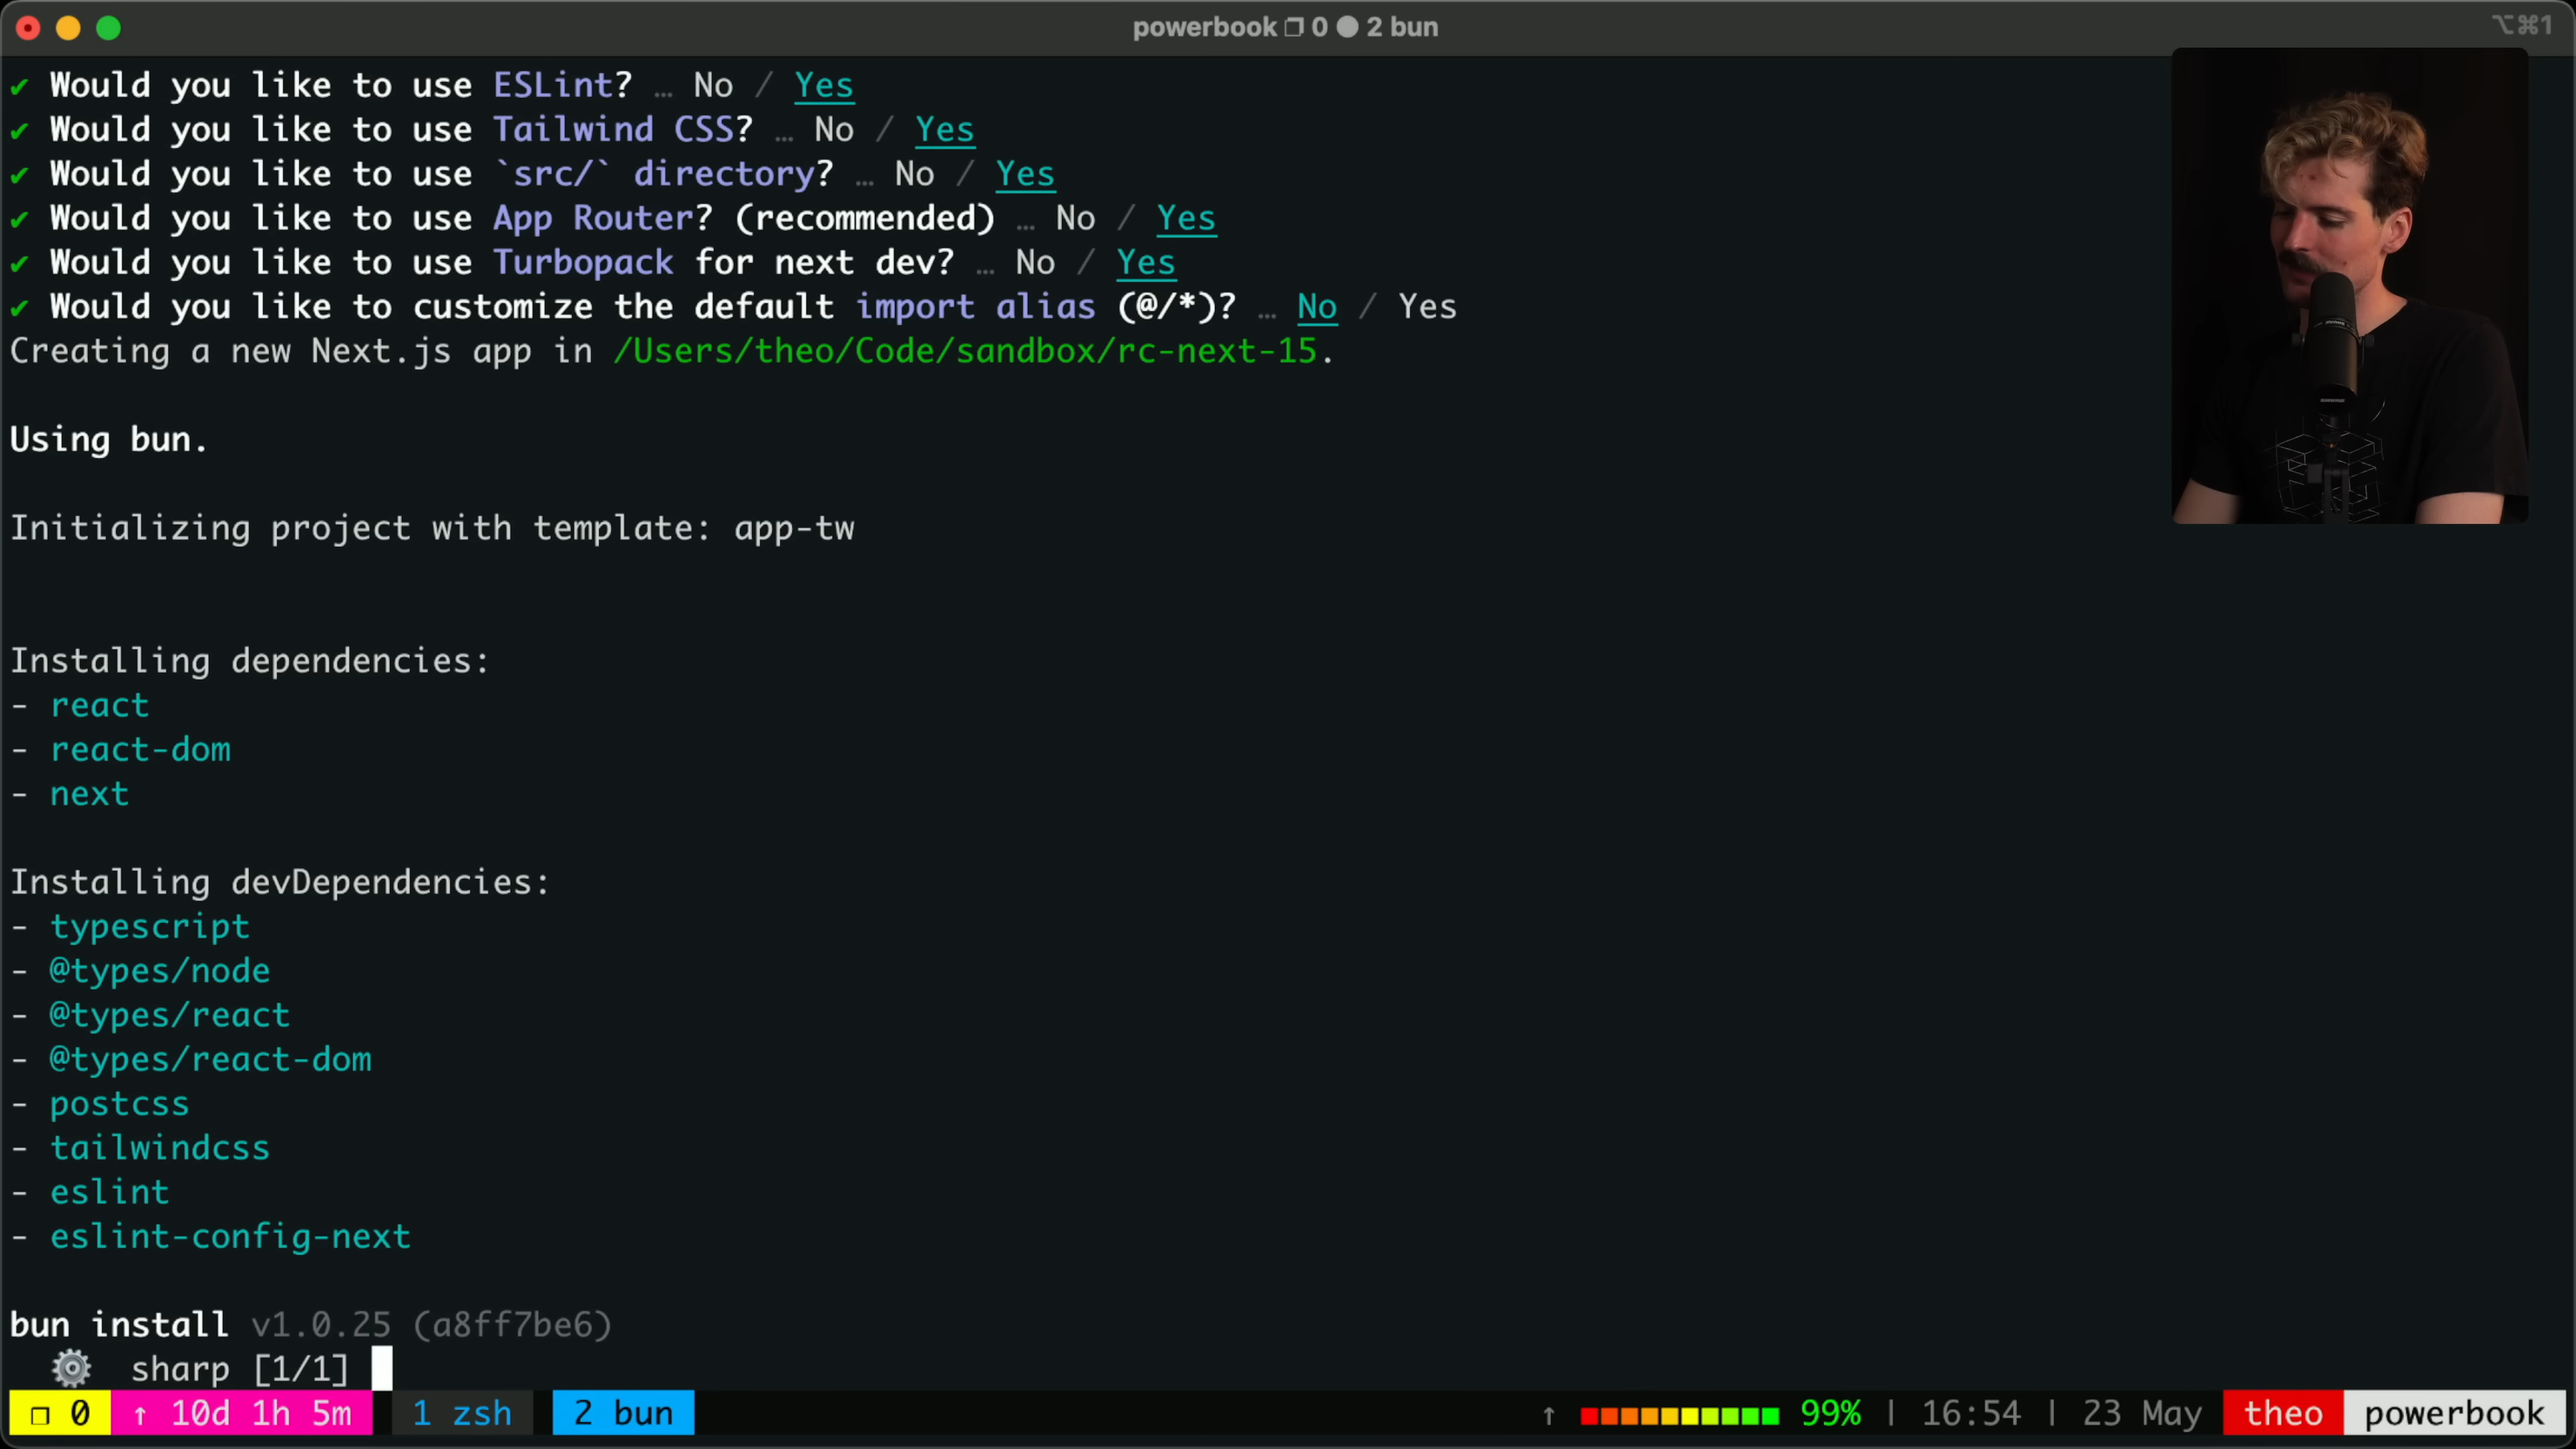 powerbook ❐ 0 ● 2 bun
⌥⌘1
✔ Would you like to use ESLint? … No / Yes
✔ Would you like to use Tailwind CSS? … No / Yes
✔ Would you like to use `src/` directory? … No / Yes
✔ Would you like to use App Router? (recommended) … No / Yes
✔ Would you like to use Turbopack for next dev? … No / Yes
✔ Would you like to customize the default import alias (@/*)? … No / Yes
Creating a new Next.js app in /Users/theo/Code/sandbox/rc-next-15.
Using bun.
Initializing project with template: app-tw
Installing dependencies:
- react
- react-dom
- next
Installing devDependencies:
- typescript
- @types/node
- @types/react
- @types/react-dom
- postcss
- tailwindcss
- eslint
- eslint-config-next
bun install v1.0.25 (a8ff7be6)
⚙ sharp [1/1]
❐ 0 ↑ 10d 1h 5m 1 zsh 2 bun ↑ 99% | 16:54 | 23 May theo powerbook